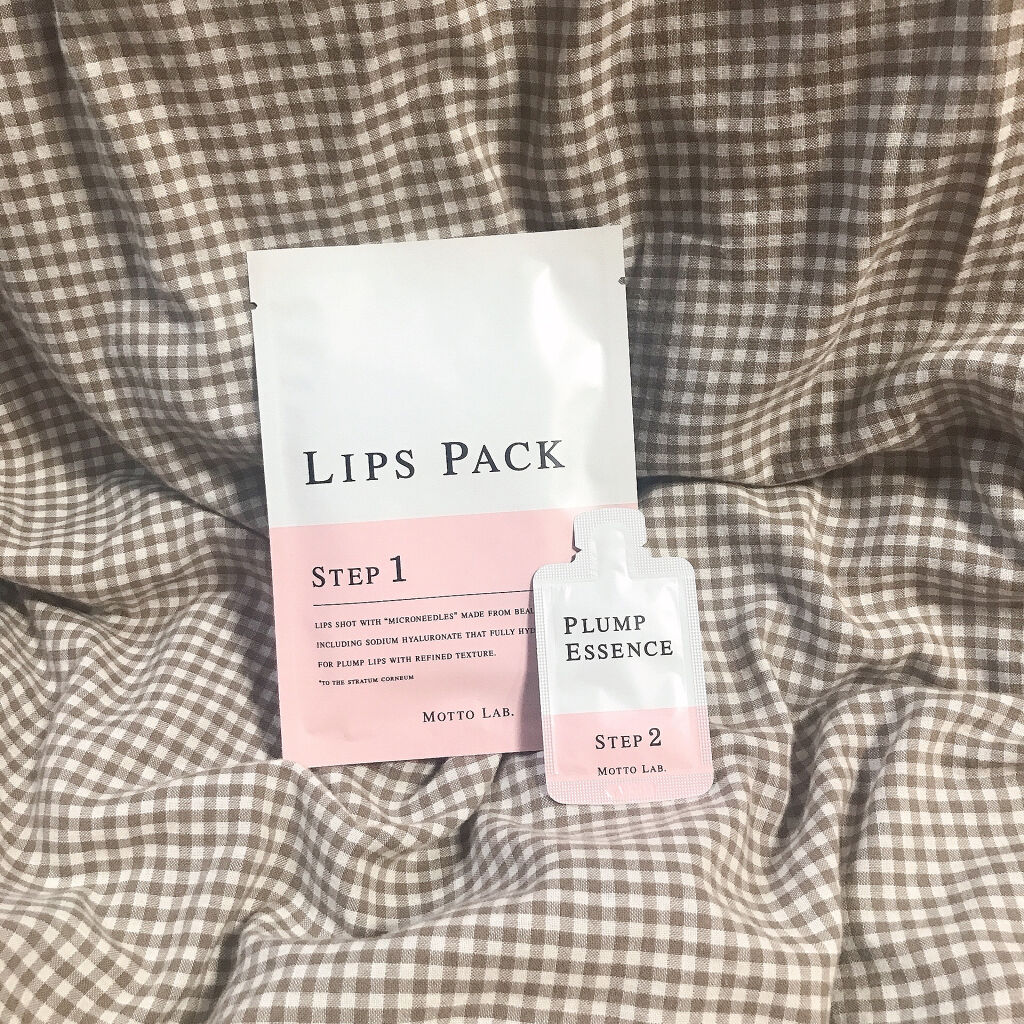 LIPS PACK
STEP 1
LIPS SHOT WITH "MICRONEEDLES" MADE FROM
INCLUDING SODIUM HYALURONATE THAT FULLY
FOR PLUMP LIPS WITH REFINED TEXTURE.
*TO THE STRATUM CORNEUM
MOTTO LAB.
PLUMP
ESSENCE
STEP 2
MOTTO LAB.